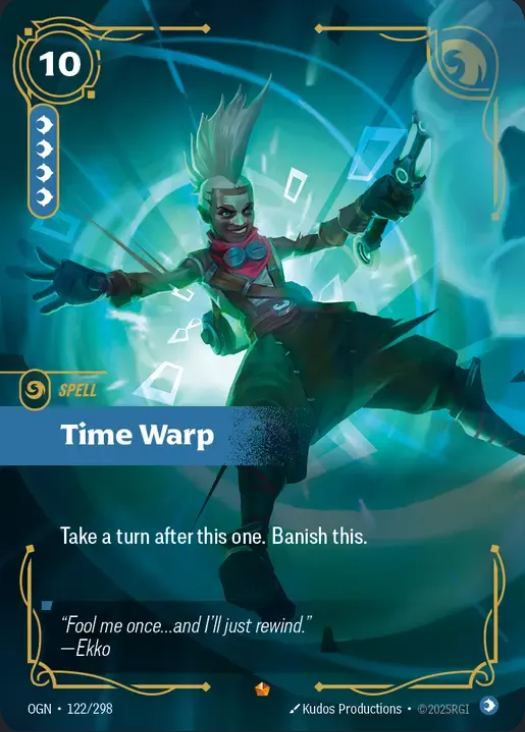 10
SPELL
Time Warp
Take a turn after this one. Banish this.
“Fool me once...and I’ll just rewind.”
—Ekko
OGN • 122/298
Kudos Productions • ©2025RGI